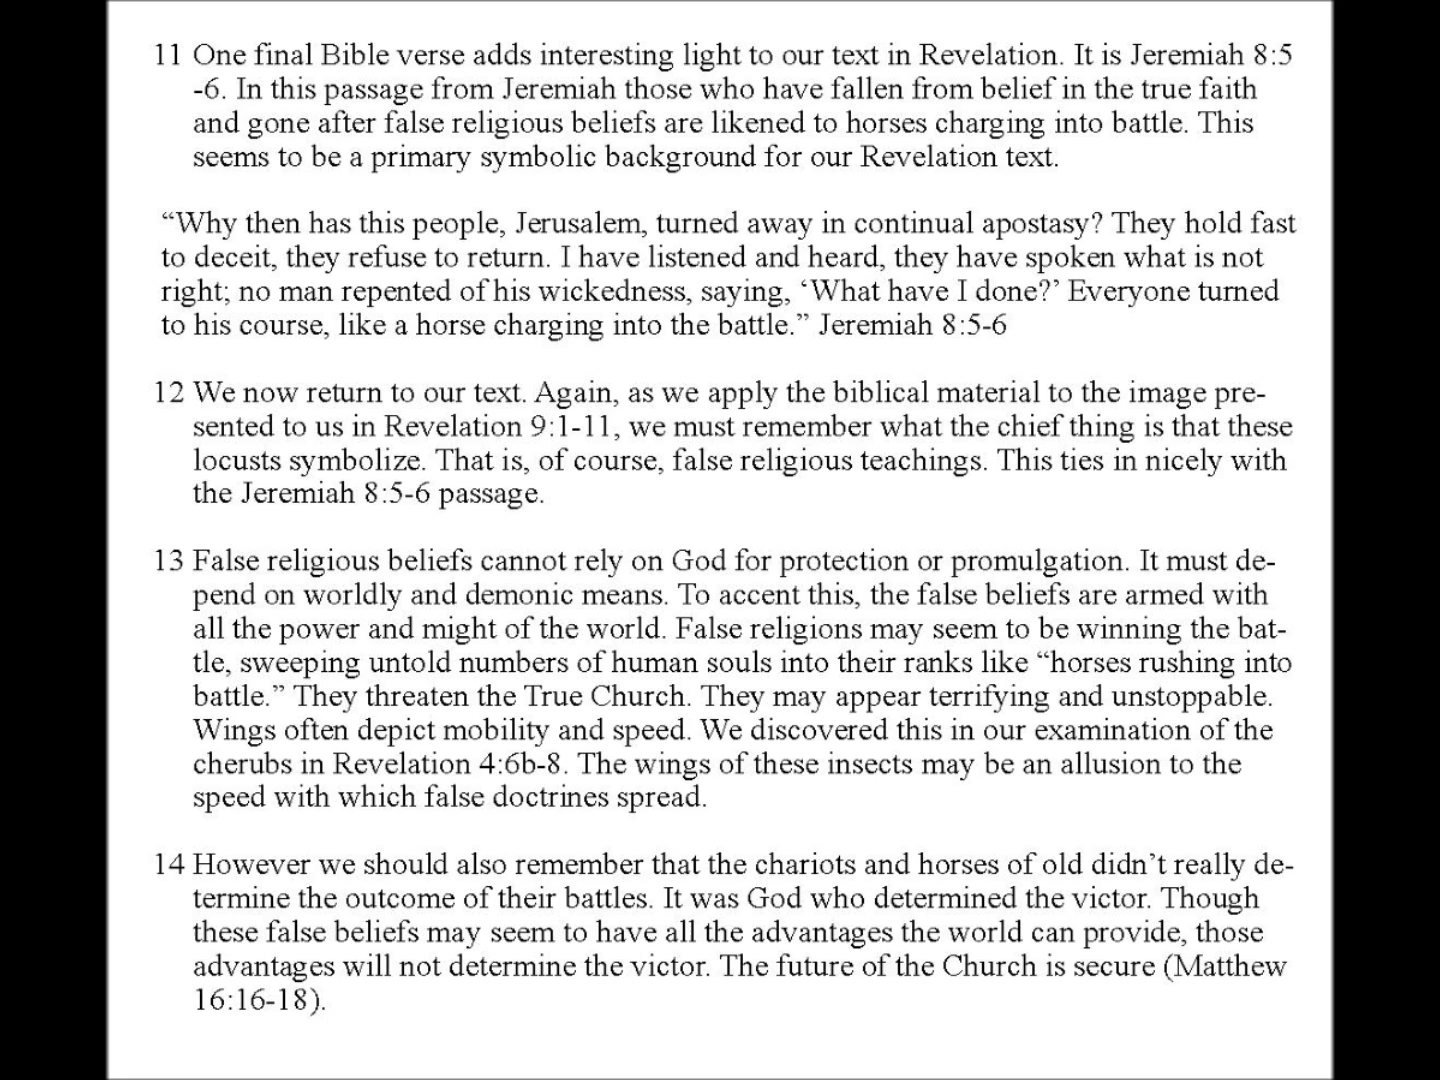 11 One final Bible verse adds interesting light to our text in Revelation. It is Jeremiah 8:5
-6. In this passage from Jeremiah those who have fallen from belief in the true faith
and gone after false religious beliefs are likened to horses charging into battle. This
seems to be a primary symbolic background for our Revelation text.
“Why then has this people, Jerusalem, turned away in continual apostasy? They hold fast
to deceit, they refuse to return. I have listened and heard, they have spoken what is not
right; no man repented of his wickedness, saying, ‘What have I done?’ Everyone turned
to his course, like a horse charging into the battle.” Jeremiah 8:5-6
12 We now return to our text. Again, as we apply the biblical material to the image pre-
sented to us in Revelation 9:1-11, we must remember what the chief thing is that these
locusts symbolize. That is, of course, false religious teachings. This ties in nicely with
the Jeremiah 8:5-6 passage.
13 False religious beliefs cannot rely on God for protection or promulgation. It must de-
pend on worldly and demonic means. To accent this, the false beliefs are armed with
all the power and might of the world. False religions may seem to be winning the bat-
tle, sweeping untold numbers of human souls into their ranks like “horses rushing into
battle.” They threaten the True Church. They may appear terrifying and unstoppable.
Wings often depict mobility and speed. We discovered this in our examination of the
cherubs in Revelation 4:6b-8. The wings of these insects may be an allusion to the
speed with which false doctrines spread.
14 However we should also remember that the chariots and horses of old didn’t really de-
termine the outcome of their battles. It was God who determined the victor. Though
these false beliefs may seem to have all the advantages the world can provide, those
advantages will not determine the victor. The future of the Church is secure (Matthew
16:16-18).